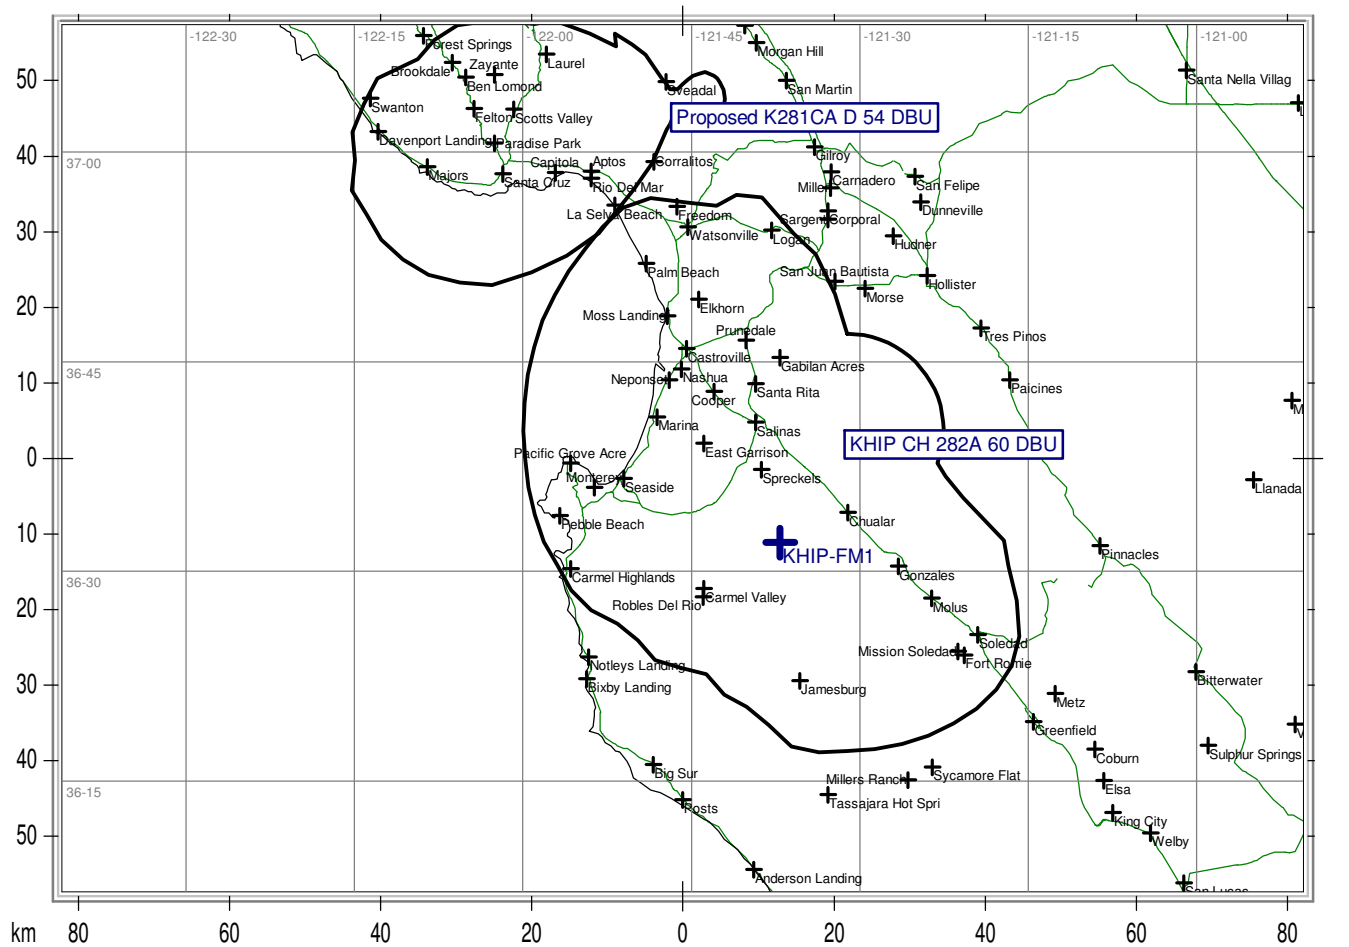 -122-30
-122-15
-122-00
-121-45
-121-30
-121-15
-121-00
Forest Springs
Morgan Hill
Laurel
Zayante
Brookdale
Ben Lomond
Santa Nella Villag
50
Sveadal
San Martin
Swanton
Felton
Scotts Valley
Proposed K281CA D 54 DBU
Davenport Landing
Paradise Park
40
37-00
Capitola
Aptos
Corralitos
Gilroy
Majors
Santa Cruz
Rio Del Mar
Carnadero
Mille
San Felipe
La Selva Beach
Freedom
Sargent
Corporal
Dunneville
30
Watsonville
Logan
Hudner
Palm Beach
San Juan Bautista
Hollister
Morse
20
Elkhorn
Moss Landing
Prunedale
Tres Pinos
Castroville
Gabilan Acres
36-45
10
Neponse
Nashua
Cooper
Santa Rita
Paicines
M
Marina
Salinas
KHIP CH 282A 60 DBU
0
Pacific Grove Acre
East Garrison
Montere
Seaside
Spreckels
Llanada
Pebble Beach
Chualar
10
KHIP-FM1
Pinnacles
36-30
Carmel Highlands
Gonzales
20
Robles Del Rio
Carmel Valley
Molus
Soledad
Mission Soledad
Fort Romie
Notleys Landing
30
Bixby Landing
Jamesburg
Bitterwater
Metz
Greenfield
40
Coburn
Sulphur Springs
Big Sur
Millers Ranch
Sycamore Flat
36-15
Elsa
Posts
Tassajara Hot Spri
King City
50
Welby
Anderson Landing
San Lucas
km
80
60
40
20
0
20
40
60
80